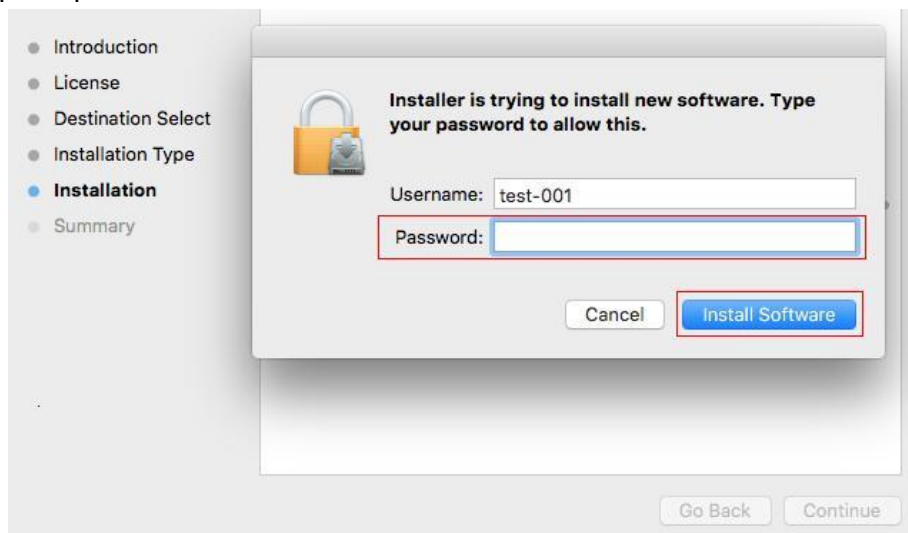 Introduction
License
Destination Select
Installation Type
Installation
Summary
Installer is trying to install new software. Type
your password to allow this.
Username: test-001
Password:
Cancel Install Software
Go Back Continue